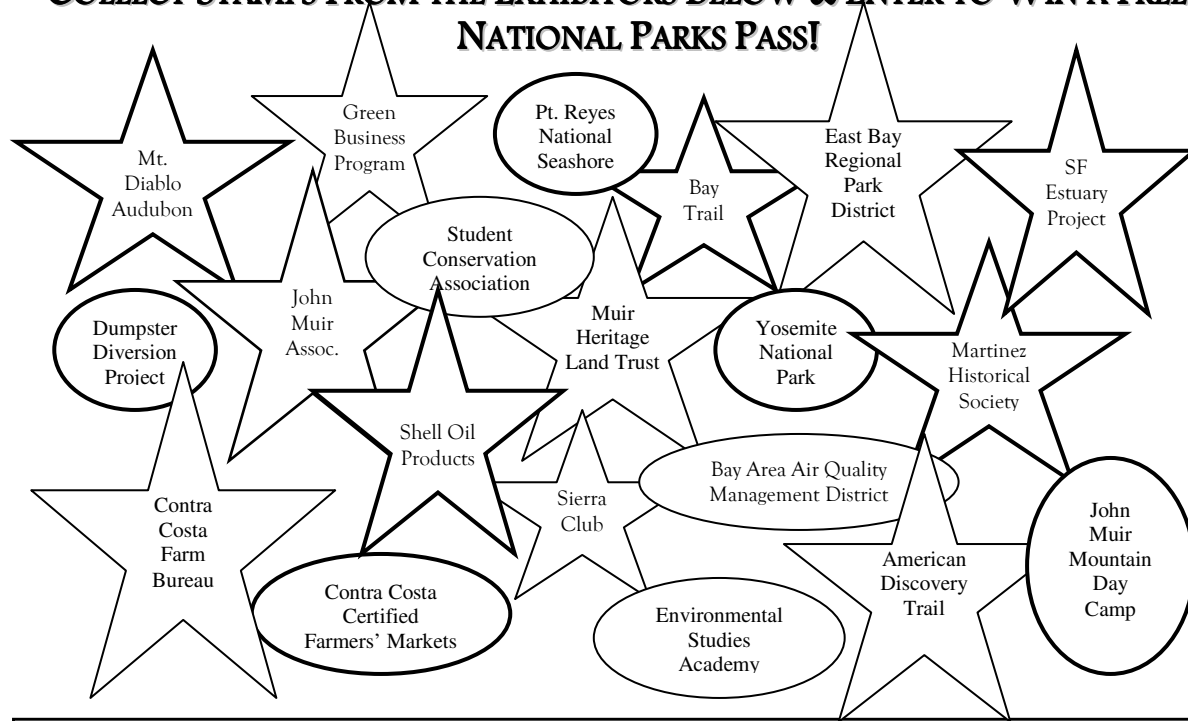 COLLECT STAMPS FROM THE EXHIBITORS BELOW & ENTER TO WIN A FREE
NATIONAL PARKS PASS!
Mt.
Diablo
Audubon
Green
Business
Program
Pt. Reyes
National
Seashore
Bay
Trail
East Bay
Regional
Park
District
SF
Estuary
Project
Student
Conservation
Association
John
Muir
Assoc.
Muir
Heritage
Land Trust
Dumpster
Diversion
Project
Yosemite
National
Park
Martinez
Historical
Society
Shell Oil
Products
Bay Area Air Quality
Management District
Sierra
Club
Contra
Costa
Farm
Bureau
John
Muir
Mountain
Day
Camp
American
Discovery
Trail
Contra Costa
Certified
Farmers' Markets
Environmental
Studies
Academy